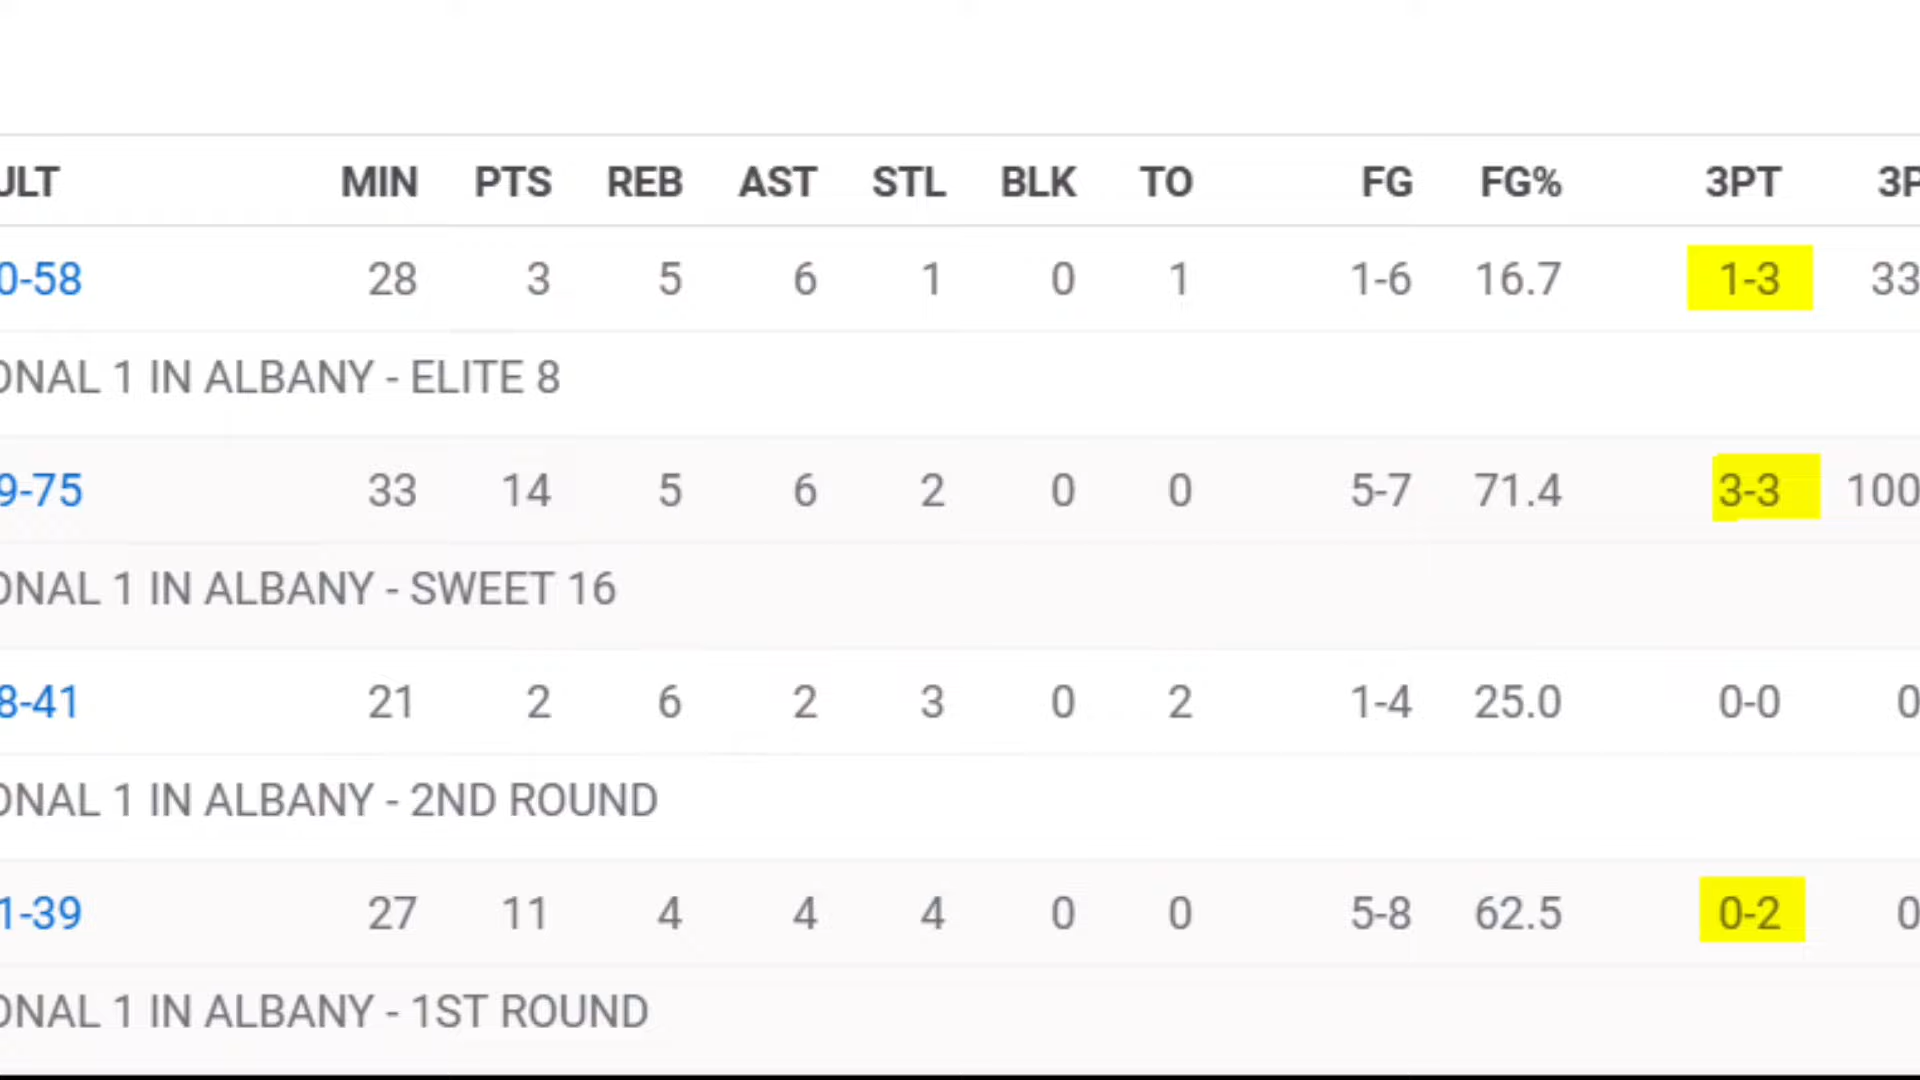 ULT MIN PTS REB AST STL BLK TO FG FG% 3PT 3P
0-58 28 3 5 6 1 0 1 1-6 16.7 1-3 33
ONAL 1 IN ALBANY - ELITE 8
9-75 33 14 5 6 2 0 0 5-7 71.4 3-3 100
ONAL 1 IN ALBANY - SWEET 16
8-41 21 2 6 2 3 0 2 1-4 25.0 0-0 0
ONAL 1 IN ALBANY - 2ND ROUND
1-39 27 11 4 4 4 0 0 5-8 62.5 0-2 0
ONAL 1 IN ALBANY - 1ST ROUND